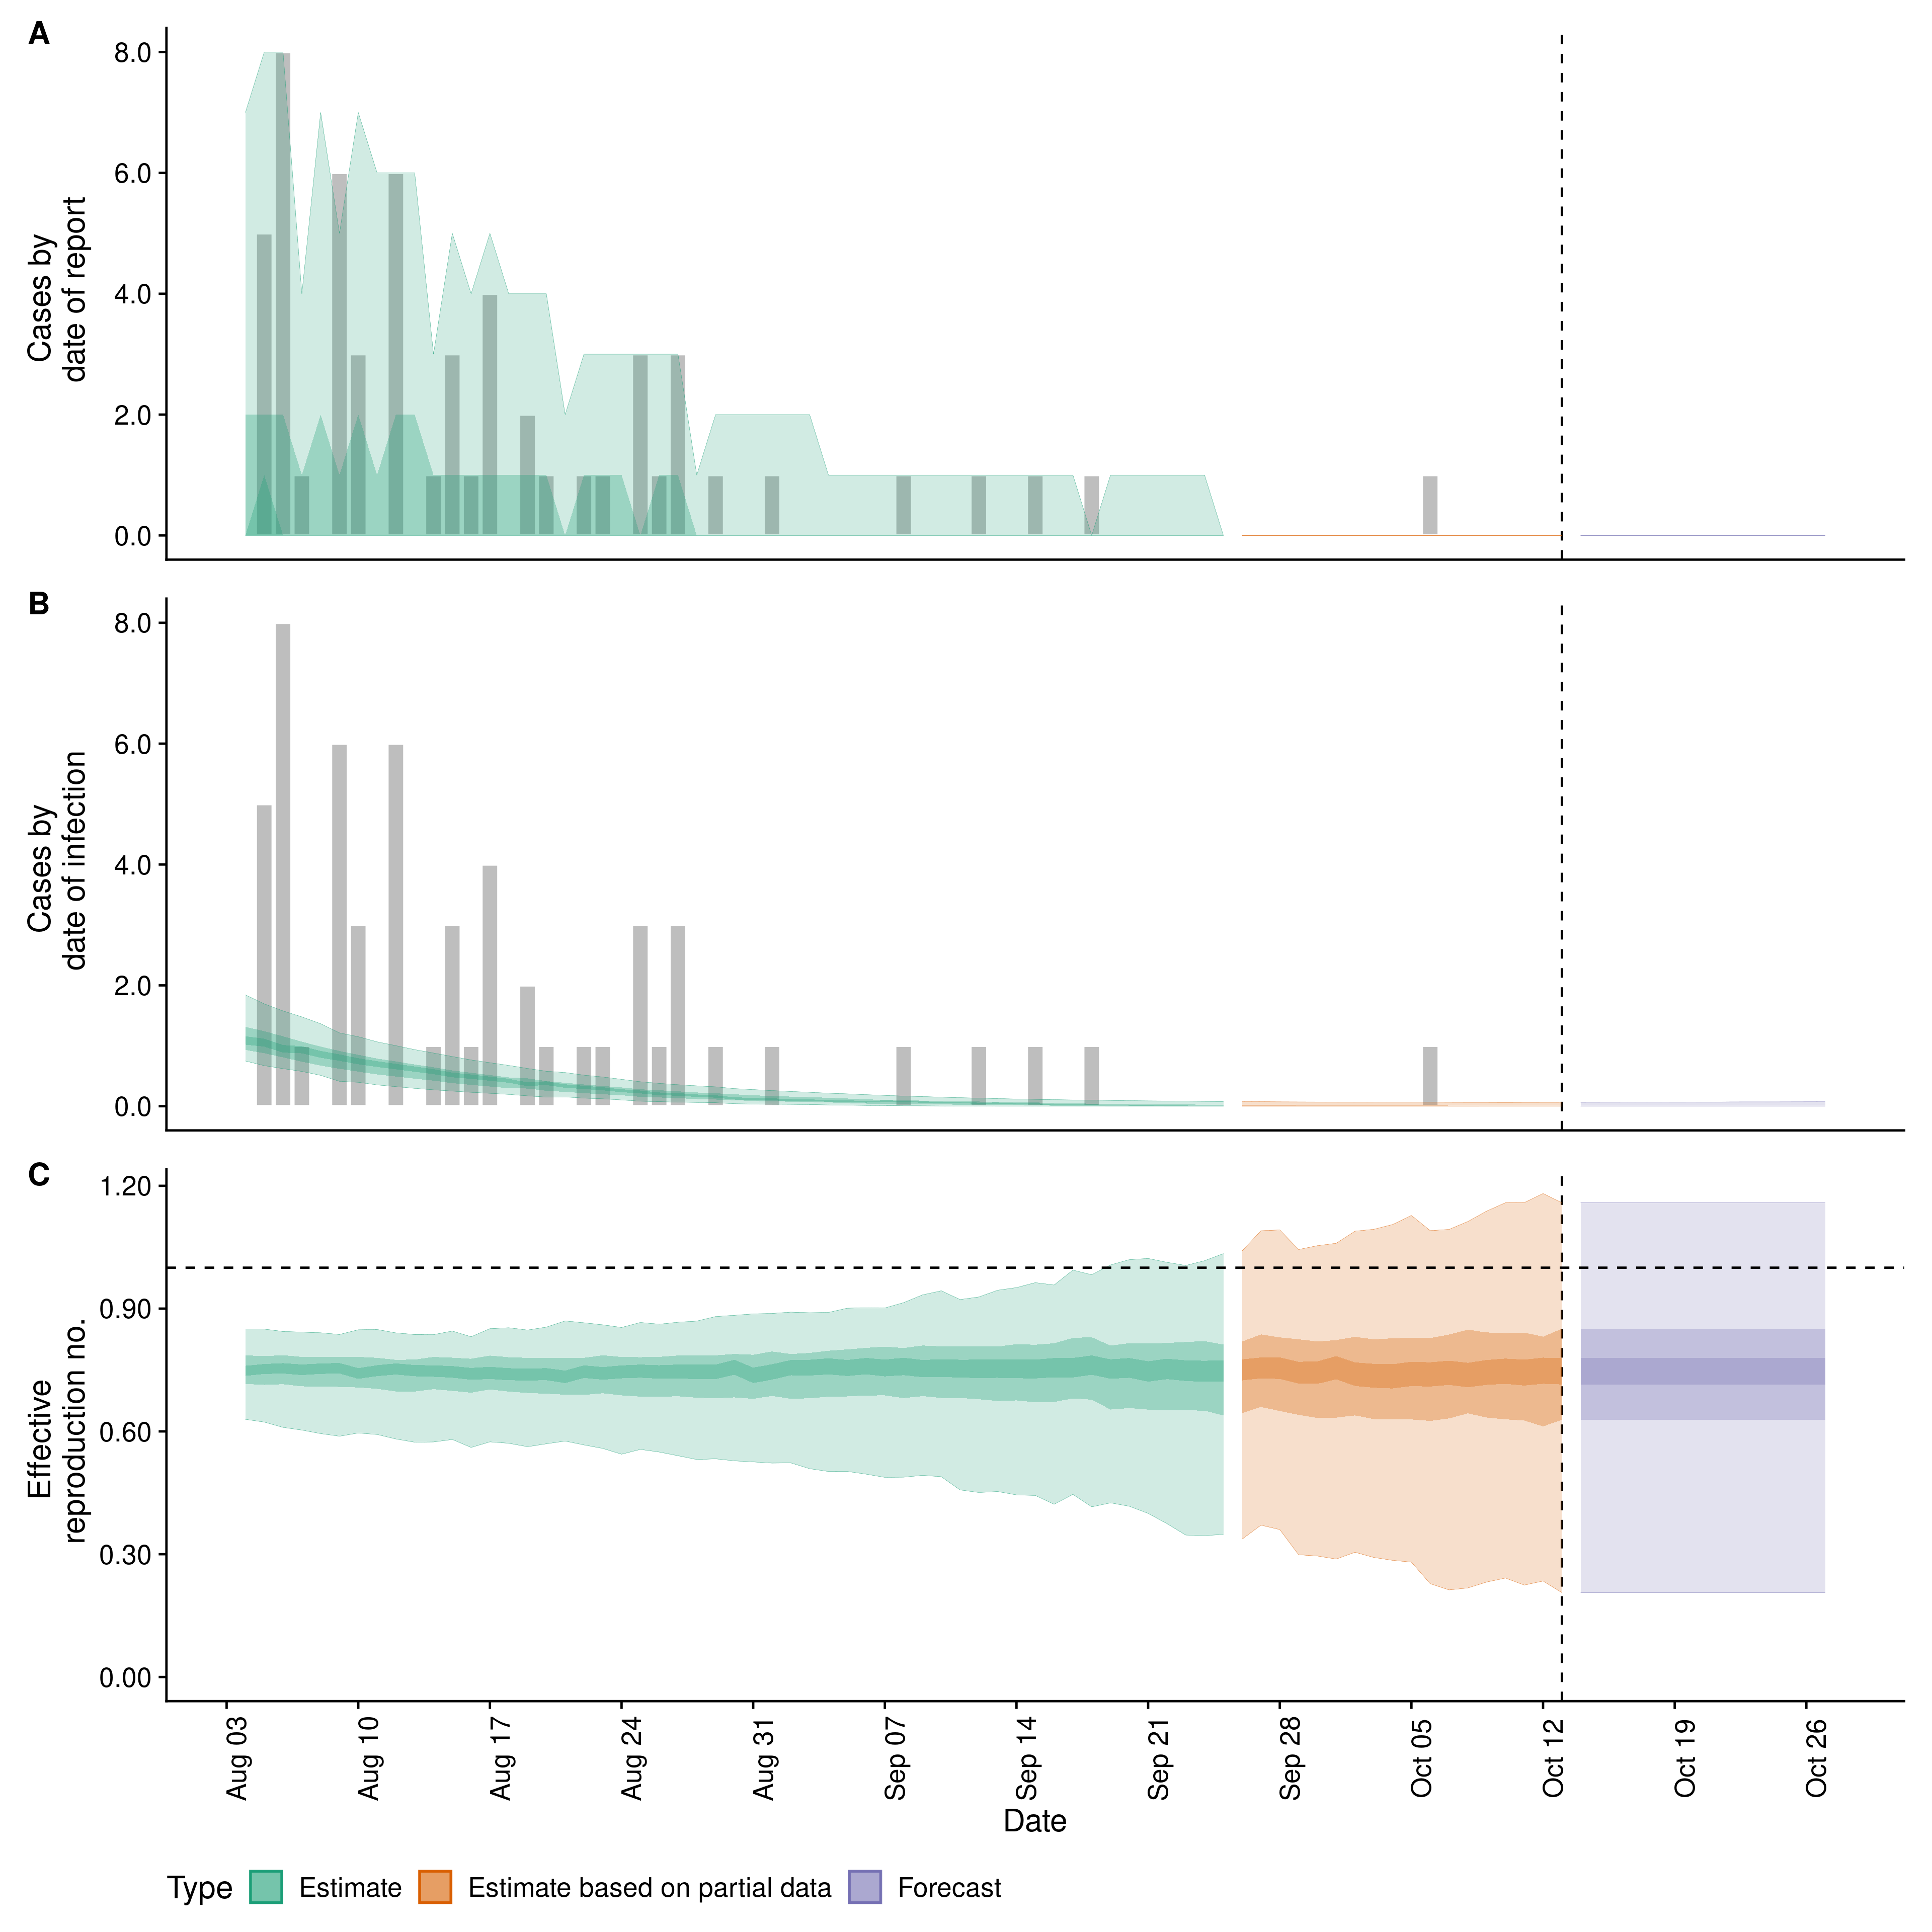 A
8.0
6.0
4.0
2.0
0.0
Cases by
date of report
B
8.0
6.0
4.0
2.0
0.0
Cases by
date of infection
C
1.20
0.90
0.60
0.30
0.00
Effective
reproduction no.
Aug 03
Aug 10
Aug 17
Aug 24
Aug 31
Sep 07
Sep 14
Sep 21
Sep 28
Oct 05
Oct 12
Oct 19
Oct 26
Date
Type Estimate Estimate based on partial data Forecast